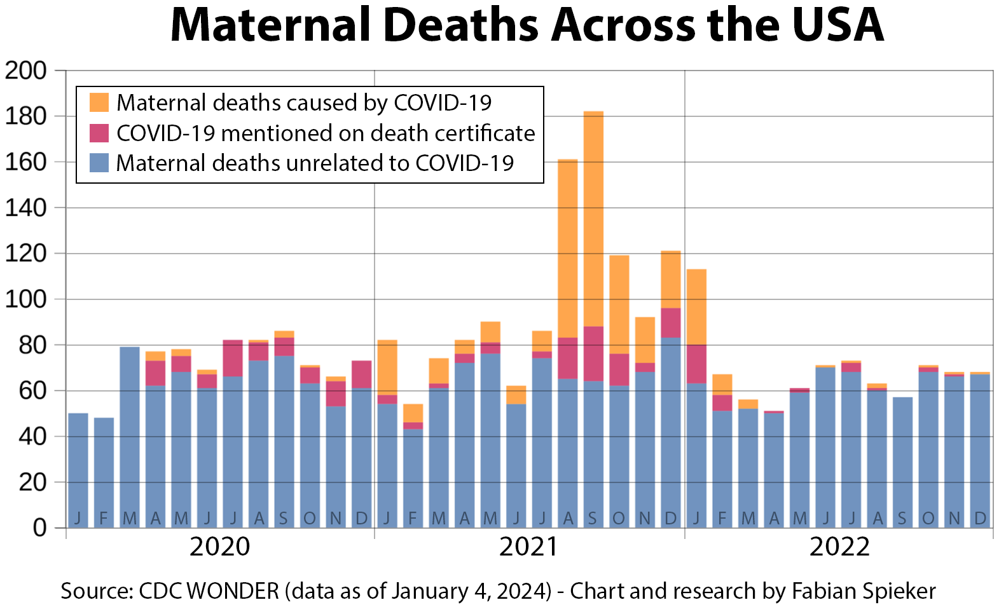 Maternal Deaths Across the USA
200
180
160
140
120
100
80
60
40
20
0
Maternal deaths caused by COVID-19
COVID-19 mentioned on death certificate
Maternal deaths unrelated to COVID-19
J F M A M J J A S O N D J F M A M J J A S O N D J F M A M J J A S O N D
2020 2021 2022
Source: CDC WONDER (data as of January 4, 2024) - Chart and research by Fabian Spieker